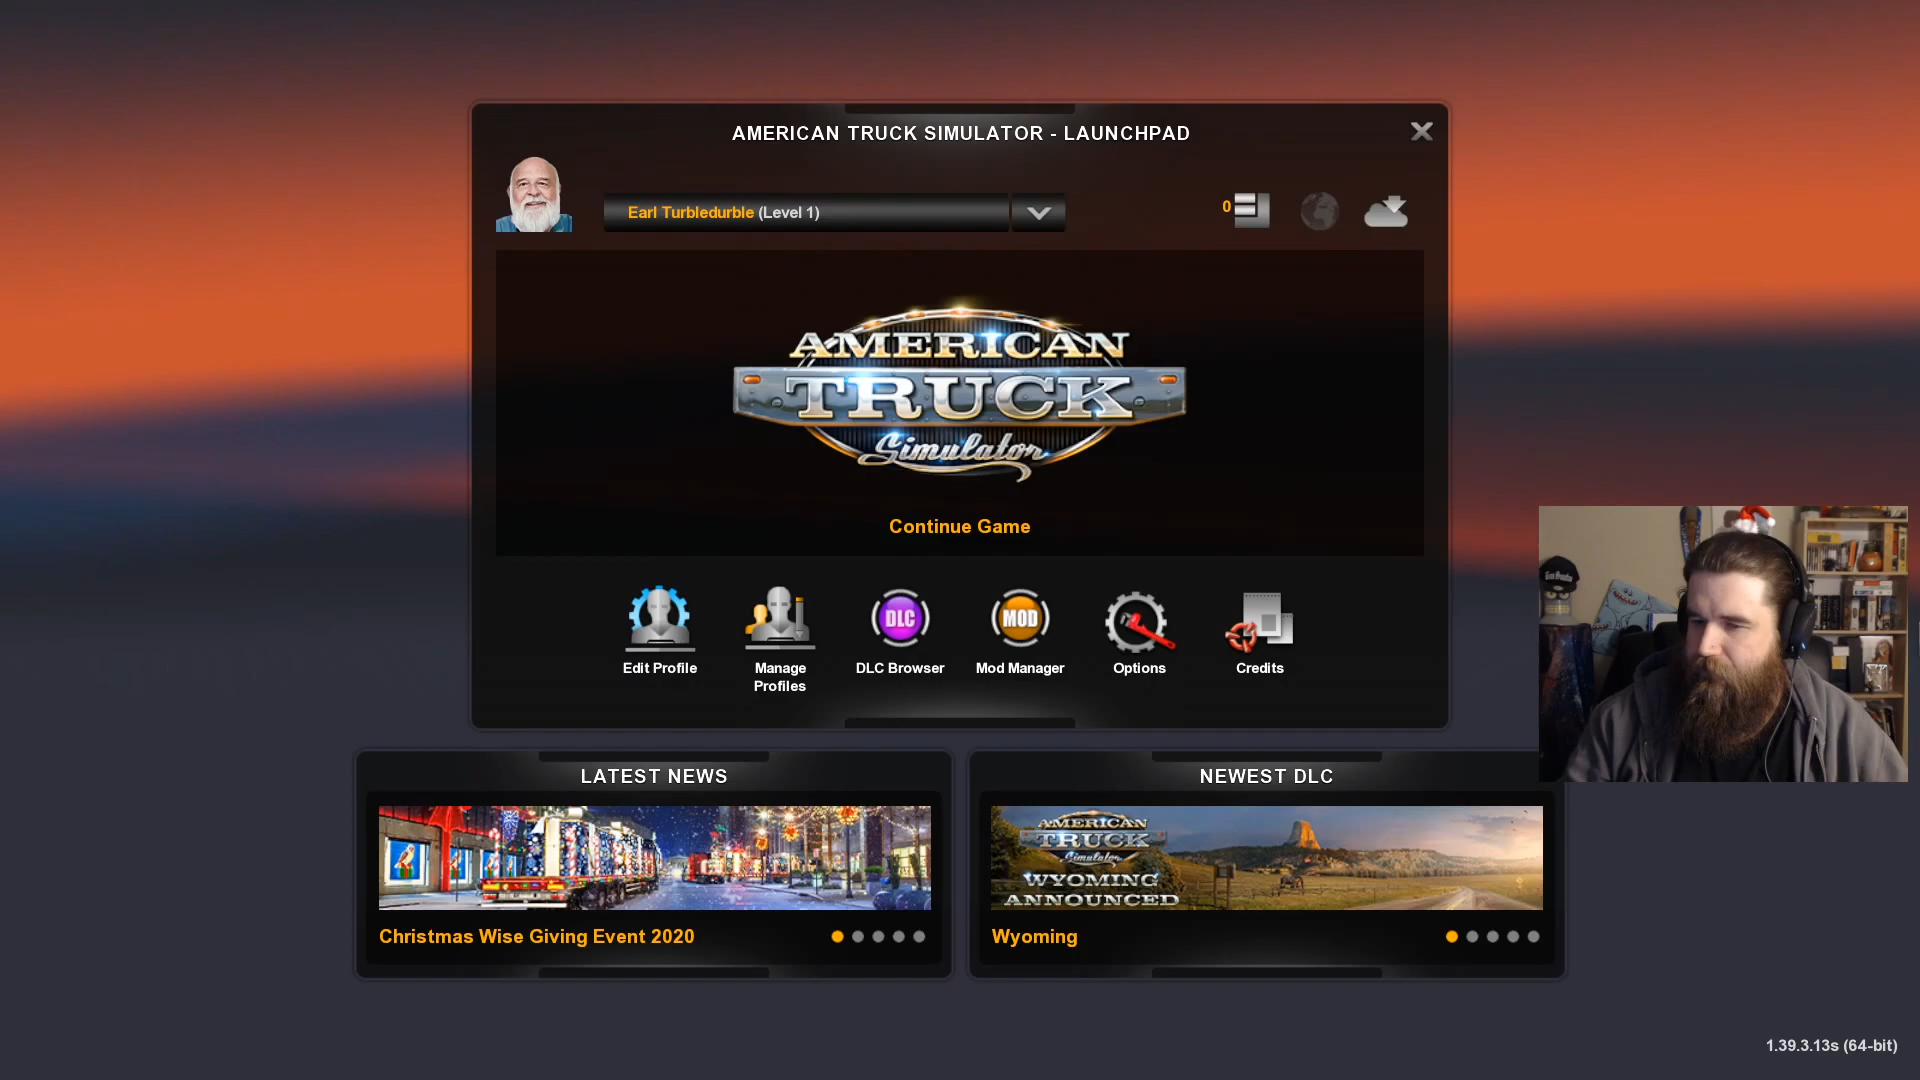 AMERICAN TRUCK SIMULATOR - LAUNCHPAD
Earl Turbledurble (Level 1)
0
AMERICAN
TRUCK
Simulator
Continue Game
DLC
MOD
Edit Profile
Manage
Profiles
DLC Browser
Mod Manager
Options
Credits
LATEST NEWS
Christmas Wise Giving Event 2020
NEWEST DLC
AMERICAN
TRUCK
Simulator
WYOMING
ANNOUNCED
Wyoming
1.39.3.13s (64-bit)